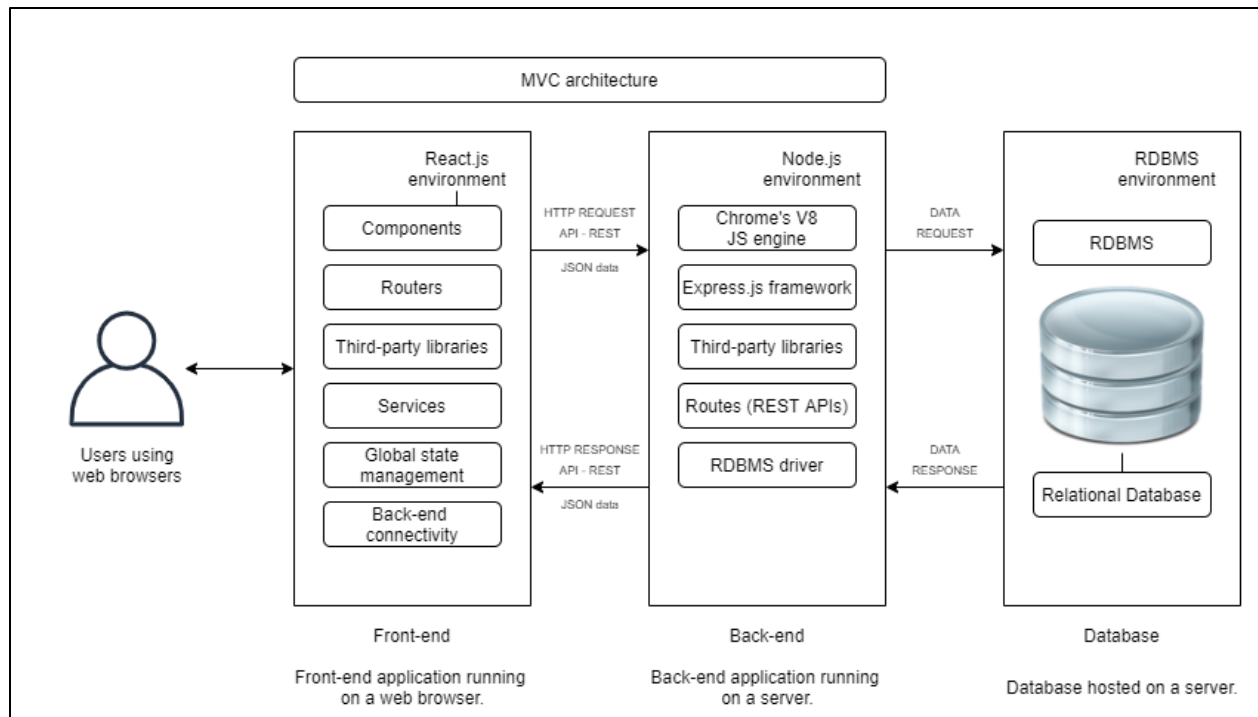 MVC architecture
React.js
environment
Components
Routers
Third-party libraries
Services
Global state
management
Back-end
connectivity
HTTP REQUEST
API - REST
JSON data
HTTP RESPONSE
API - REST
JSON data
Node.js
environment
Chrome's V8
JS engine
Express.js framework
Third-party libraries
Routes (REST APIs)
RDBMS driver
DATA
REQUEST
DATA
RESPONSE
RDBMS
environment
RDBMS
Relational Database
Users using
web browsers
Front-end
Front-end application running
on a web browser.
Back-end
Back-end application running
on a server.
Database
Database hosted on a server.